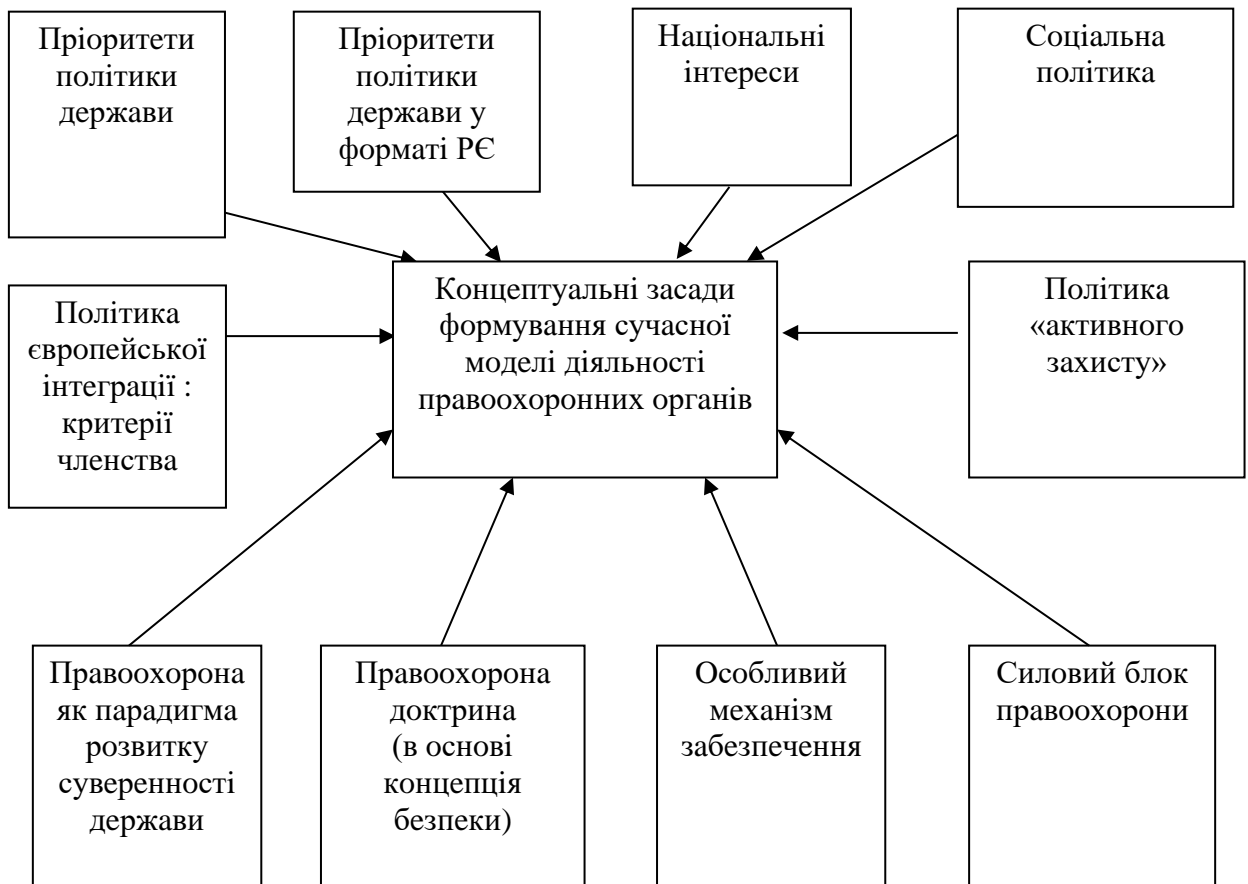 Пріоритети
політики
держави
Пріоритети
політики
держави у
форматі РЄ
Національні
інтереси
Соціальна
політика
Політика
європейської
інтеграції :
критерії
членства
Концептуальні засади
формування сучасної
моделі діяльності
правоохоронних органів
Політика
«активного
захисту»
Правоохорона
як парадигма
розвитку
суверенності
держави
Правоохорона
доктрина
(в основі
концепція
безпеки)
Особливий
механізм
забезпечення
Силовий блок
правоохорони